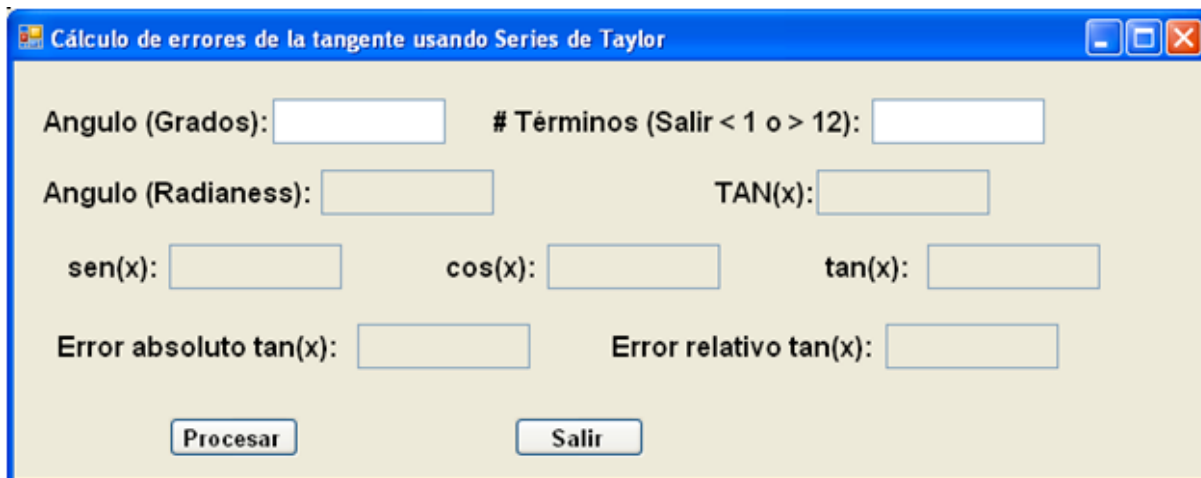 Cálculo de errores de la tangente usando Series de Taylor
Angulo (Grados): # Términos (Salir < 1 o > 12):
Angulo (Radianess): TAN(x):
sen(x): cos(x): tan(x):
Error absoluto tan(x): Error relativo tan(x):
Procesar Salir